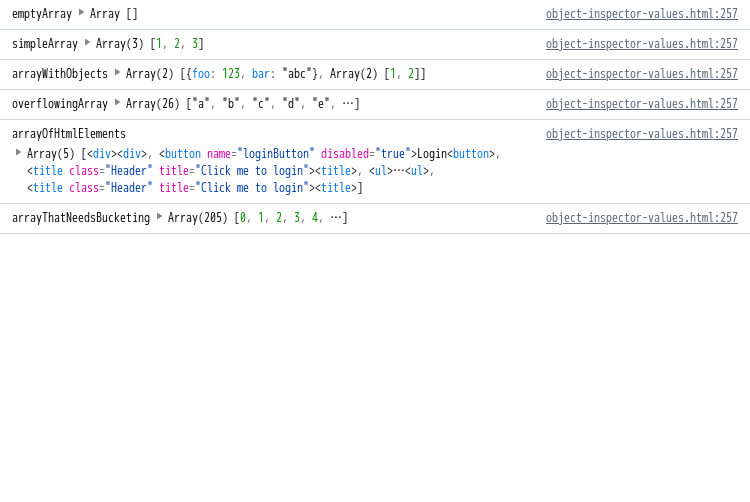 emptyArray Array [] object-inspector-values.html:257
simpleArray Array(3) [1, 2, 3] object-inspector-values.html:257
arrayWithObjects Array(2) [{foo: 123, bar: "abc"}, Array(2) [1, 2]] object-inspector-values.html:257
overflowingArray Array(26) ["a", "b", "c", "d", "e", …] object-inspector-values.html:257
arrayOfHtmlElements object-inspector-values.html:257
Array(5) [<div><div>, <button name="loginButton" disabled="true">Login<button>,
<title class="Header" title="Click me to login"><title>, <ul>…<ul>,
<title class="Header" title="Click me to login"><title>]
arrayThatNeedsBucketing Array(205) [0, 1, 2, 3, 4, …] object-inspector-values.html:257